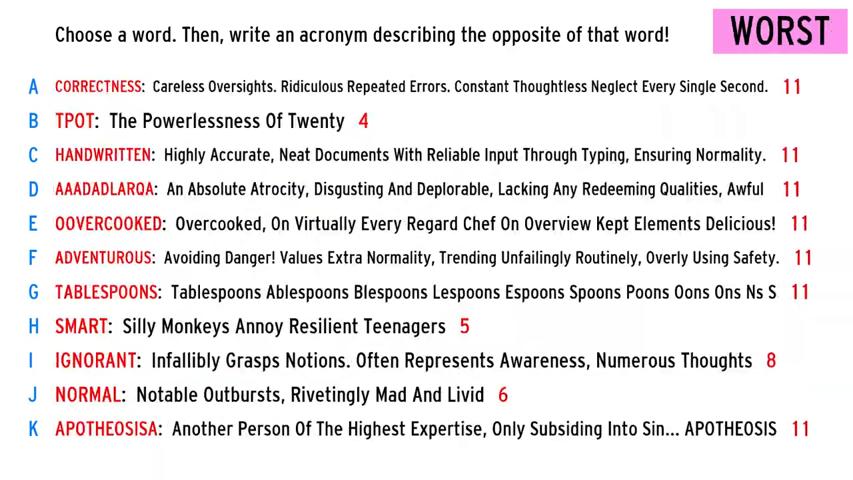 Choose a word. Then, write an acronym describing the opposite of that word!
WORST
A CORRECTNESS: Careless Oversights. Ridiculous Repeated Errors. Constant Thoughtless Neglect Every Single Second. 11
B TPOT: The Powerlessness Of Twenty 4
C HANDWRITTEN: Highly Accurate, Neat Documents With Reliable Input Through Typing, Ensuring Normality. 11
D AAADADLARQA: An Absolute Atrocity, Disgusting And Deplorable, Lacking Any Redeeming Qualities, Awful 11
E OOVERCOOKED: Overcooked, On Virtually Every Regard Chef On Overview Kept Elements Delicious! 11
F ADVENTUROUS: Avoiding Danger! Values Extra Normality, Trending Unfailingly Routinely, Overly Using Safety. 11
G TABLESPOONS: Tablespoons Ablespoons Blespoons Lespoons Espoons Spoons Poons Oons Ons Ns S 11
H SMART: Silly Monkeys Annoy Resilient Teenagers 5
I IGNORANT: Infallibly Grasps Notions. Often Represents Awareness, Numerous Thoughts 8
J NORMAL: Notable Outbursts, Rivetingly Mad And Livid 6
K APOTHEOSISA: Another Person Of The Highest Expertise, Only Subsiding Into Sin... APOTHEOSIS 11